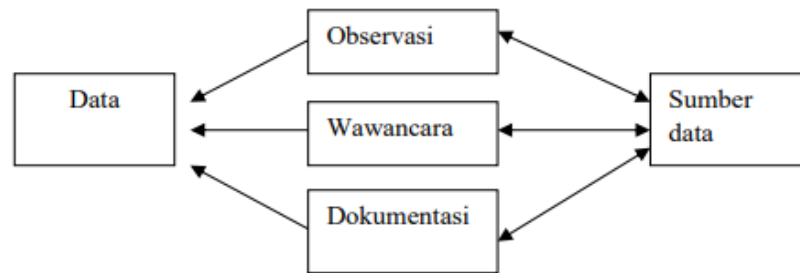 Observasi
Data
Sumber
data
Wawancara
Dokumentasi